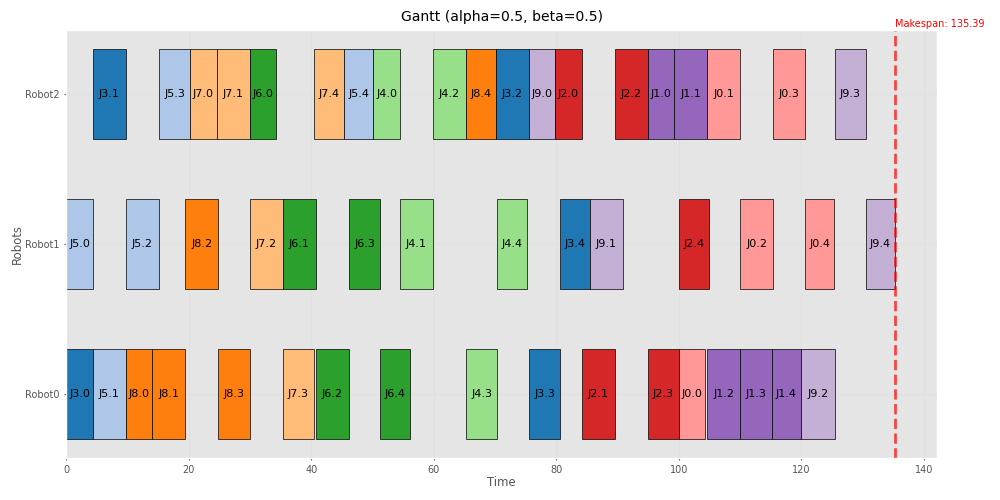 Gantt (alpha=0.5, beta=0.5)
Makespan: 135.39
Robot2
J3.1 J5.3 J7.0 J7.1 J6.0 J7.4 J5.4 J4.0 J4.2 J8.4 J3.2 J9.0 J2.0 J2.2 J1.0 J1.1 J0.1 J0.3 J9.3
Robots
Robot1
J5.0 J5.2 J8.2 J7.2 J6.1 J6.3 J4.1 J4.4 J3.4 J9.1 J2.4 J0.2 J0.4 J9.4
Robot0
J3.0 J5.1 J8.0 J8.1 J8.3 J7.3 J6.2 J6.4 J4.3 J3.3 J2.1 J2.3 J0.0 J1.2 J1.3 J1.4 J9.2
0 20 40 60 80 100 120 140
Time